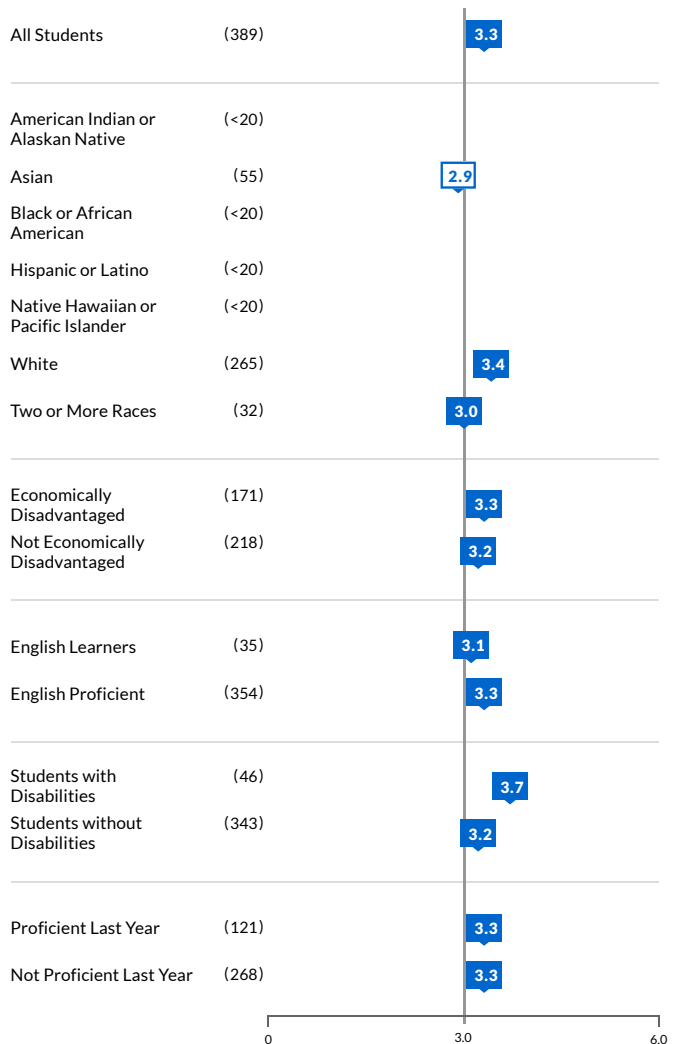 All Students (389) 3.3
American Indian or (<20)
Alaskan Native
Asian (55) 2.9
Black or African (<20)
American
Hispanic or Latino (<20)
Native Hawaiian or (<20)
Pacific Islander
White (265) 3.4
Two or More Races (32) 3.0
Economically (171) 3.3
Disadvantaged
Not Economically (218) 3.2
Disadvantaged
English Learners (35) 3.1
English Proficient (354) 3.3
Students with (46) 3.7
Disabilities
Students without (343) 3.2
Disabilities
Proficient Last Year (121) 3.3
Not Proficient Last Year (268) 3.3
0 3.0 6.0